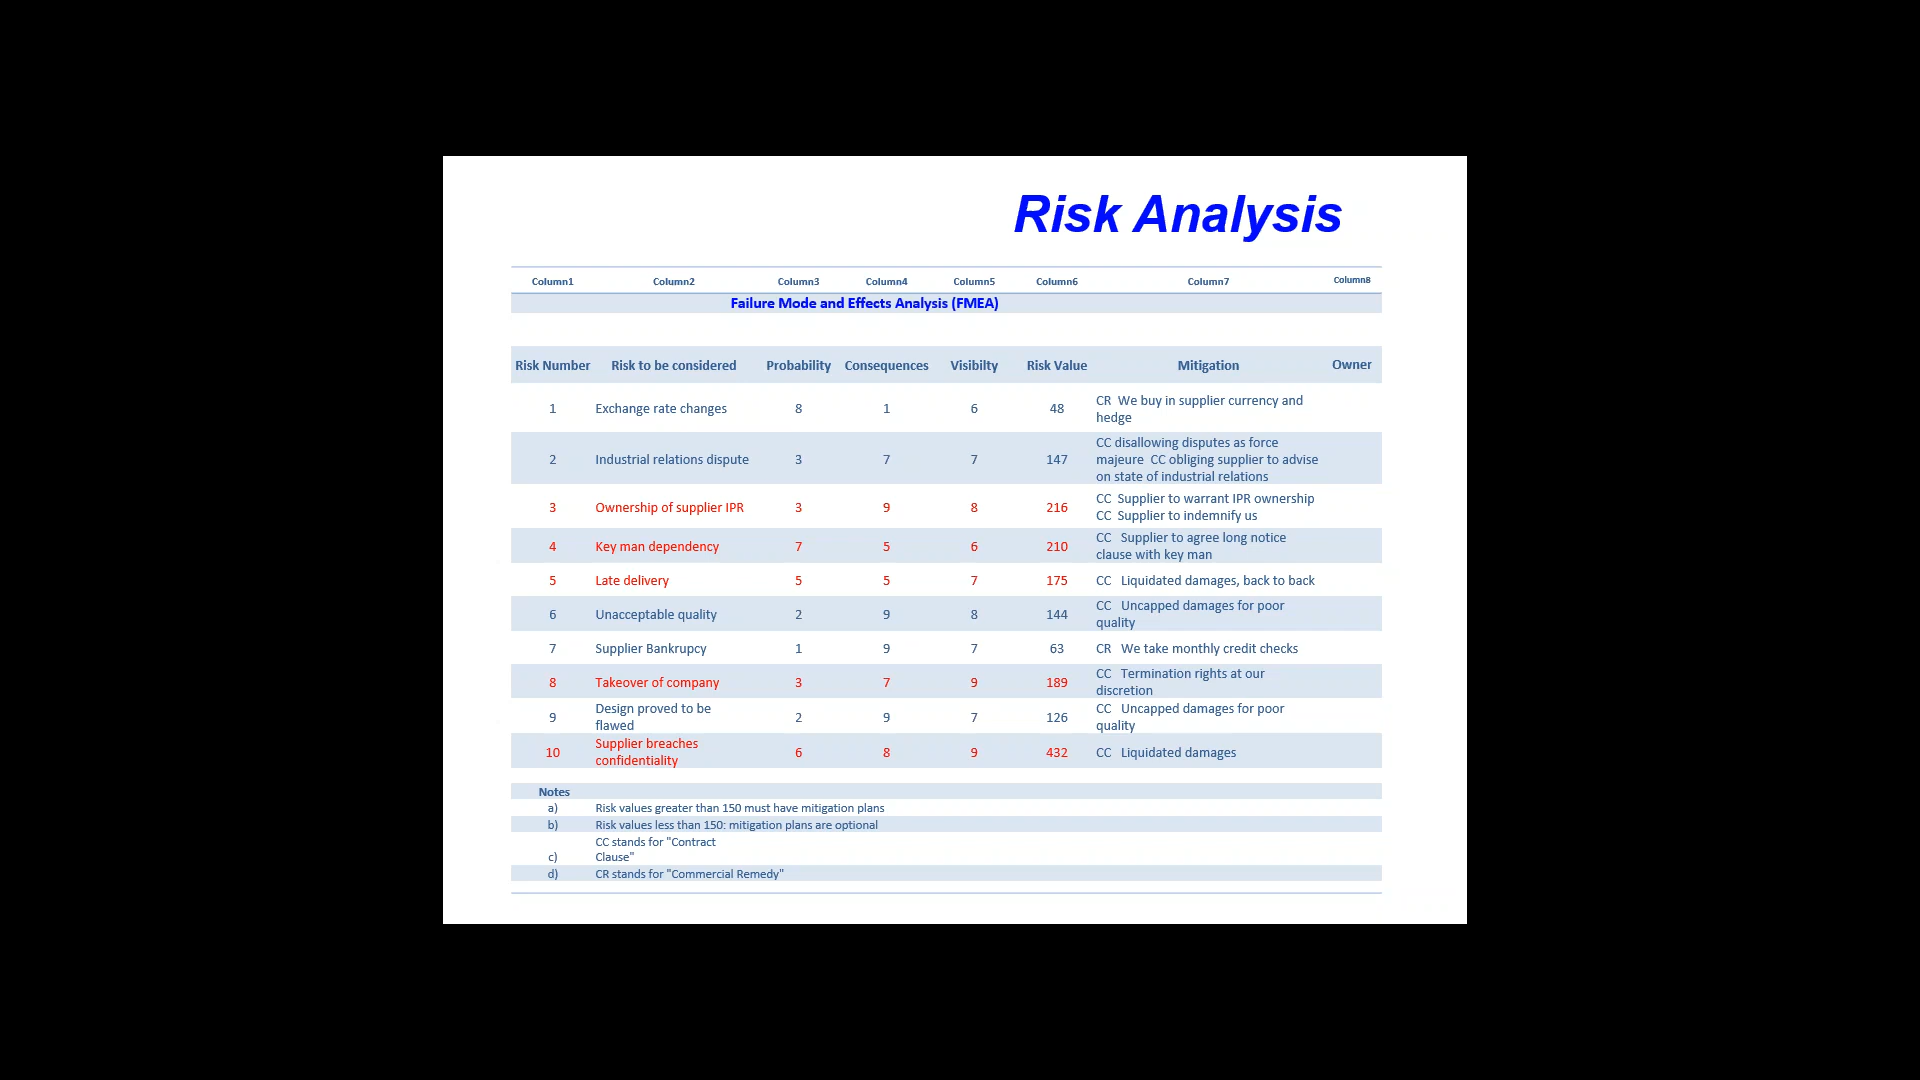 Risk Analysis
Column1 Column2 Column3 Column4 Column5 Column6 Column7 Column8
Failure Mode and Effects Analysis (FMEA)
Risk Number Risk to be considered Probability Consequences Visibilty Risk Value Mitigation Owner
1 Exchange rate changes 8 1 6 48 CR We buy in supplier currency and
hedge
2 Industrial relations dispute 3 7 7 147 CC disallowing disputes as force
majeure CC obliging supplier to advise
on state of industrial relations
3 Ownership of supplier IPR 3 9 8 216 CC Supplier to warrant IPR ownership
CC Supplier to indemnify us
4 Key man dependency 7 5 6 210 CC Supplier to agree long notice
clause with key man
5 Late delivery 5 5 7 175 CC Liquidated damages, back to back
6 Unacceptable quality 2 9 8 144 CC Uncapped damages for poor
quality
7 Supplier Bankrupcy 1 9 7 63 CR We take monthly credit checks
8 Takeover of company 3 7 9 189 CC Termination rights at our
discretion
9 Design proved to be
flawed 2 9 7 126 CC Uncapped damages for poor
quality
10 Supplier breaches
confidentiality 6 8 9 432 CC Liquidated damages
Notes
a) Risk values greater than 150 must have mitigation plans
b) Risk values less than 150: mitigation plans are optional
c) CC stands for "Contract
Clause"
d) CR stands for "Commercial Remedy"